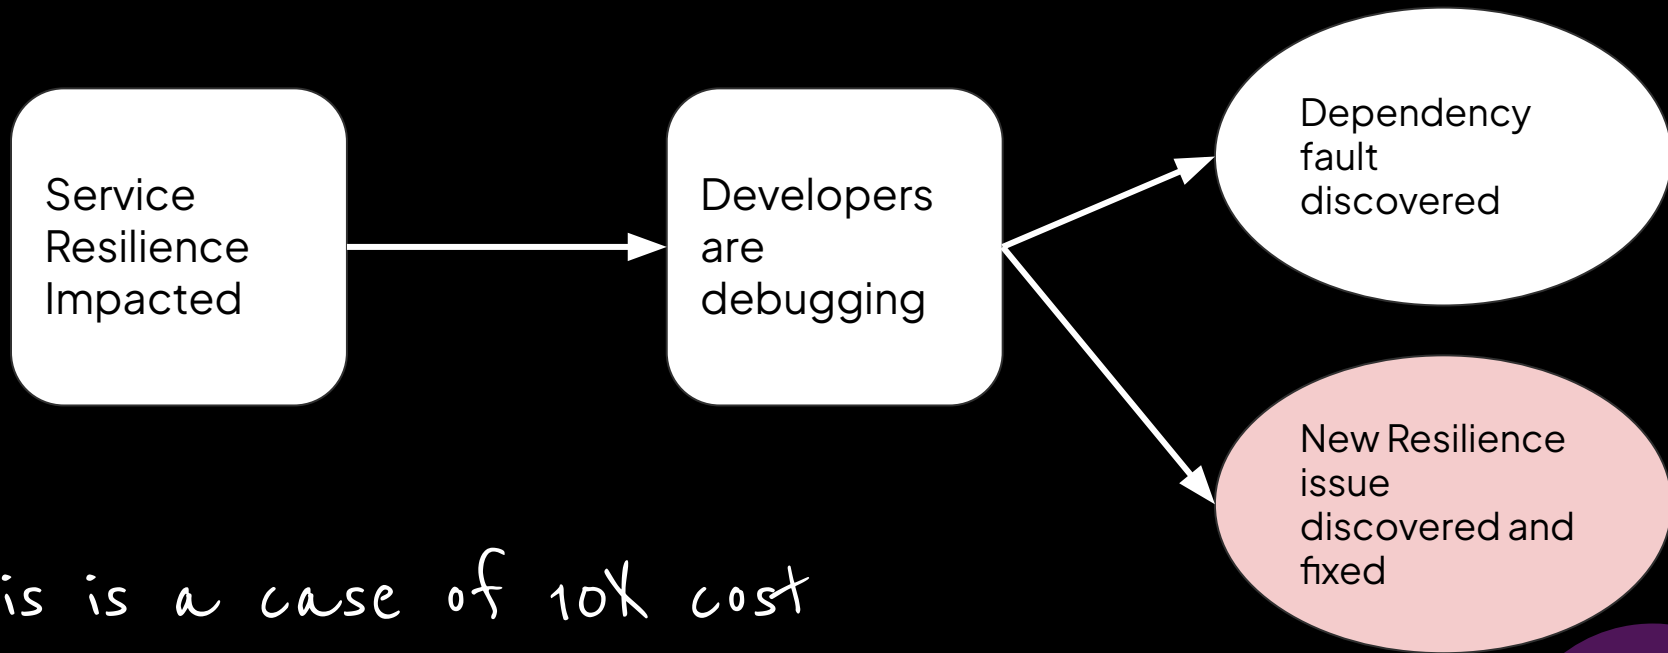 Service
Resilience
Impacted
Developers
are
debugging
Dependency
fault
discovered
New Resilience
issue
discovered and
fixed
is is a case of 10X cost